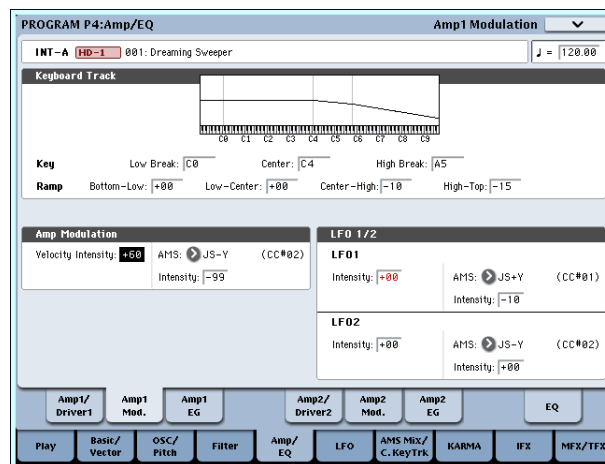 PROGRAM P4:Amp/EQ Amp1 Modulation
INT-A HD-1 001: Dreaming Sweeper ♩ = 120.00
Keyboard Track
C0 C1 C2 C3 C4 C5 C6 C7 C8 C9
Key Low Break: C0 Center: C4 High Break: A5
Ramp Bottom-Low: +00 Low-Center: +00 Center-High: -10 High-Top: -15
Amp Modulation
Velocity Intensity: +60 AMS: JS-Y (CC#02)
Intensity: -99
LFO 1/2
LFO1
Intensity: +00 AMS: JS+Y (CC#01)
Intensity: -10
LFO2
Intensity: +00 AMS: JS-Y (CC#02)
Intensity: +00
Amp1/ Driver1
Amp1 Mod.
Amp1 EG
Amp2/ Driver2
Amp2 Mod.
Amp2 EG
EQ
Play
Basic/ Vector
OSC/ Pitch
Filter
Amp/ EQ
LFO
AMS Mix/ C.KeyTrk
KARMA
IFX
MFX/TFX